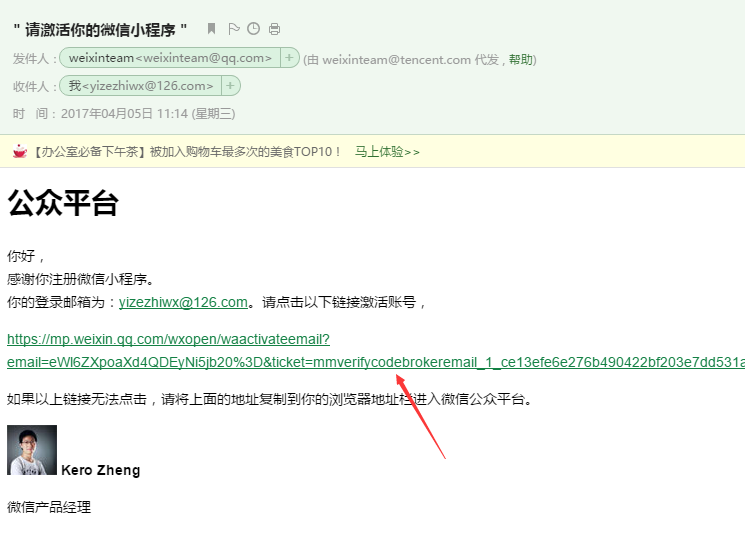 " 请激活你的微信小程序 "
发件人：weixinteam<weixinteam@qq.com> + (由 weixinteam@tencent.com 代发 , 帮助)
收件人：我<yizezhiwx@126.com> +
时 间：2017年04月05日 11:14 (星期三)
【办公室必备下午茶】被加入购物车最多次的美食TOP10！ 马上体验>>
公众平台
你好，
感谢你注册微信小程序。
你的登录邮箱为：yizezhiwx@126.com。请点击以下链接激活账号，
https://mp.weixin.qq.com/wxopen/waactivateemail?
email=eWl6ZXpoaXd4QDEyNi5jb20%3D&ticket=mmverifycodebrokeremail_1_ce13efe6e276b490422bf203e7dd531a
如果以上链接无法点击，请将上面的地址复制到你的浏览器地址栏进入微信公众平台。
Kero Zheng
微信产品经理